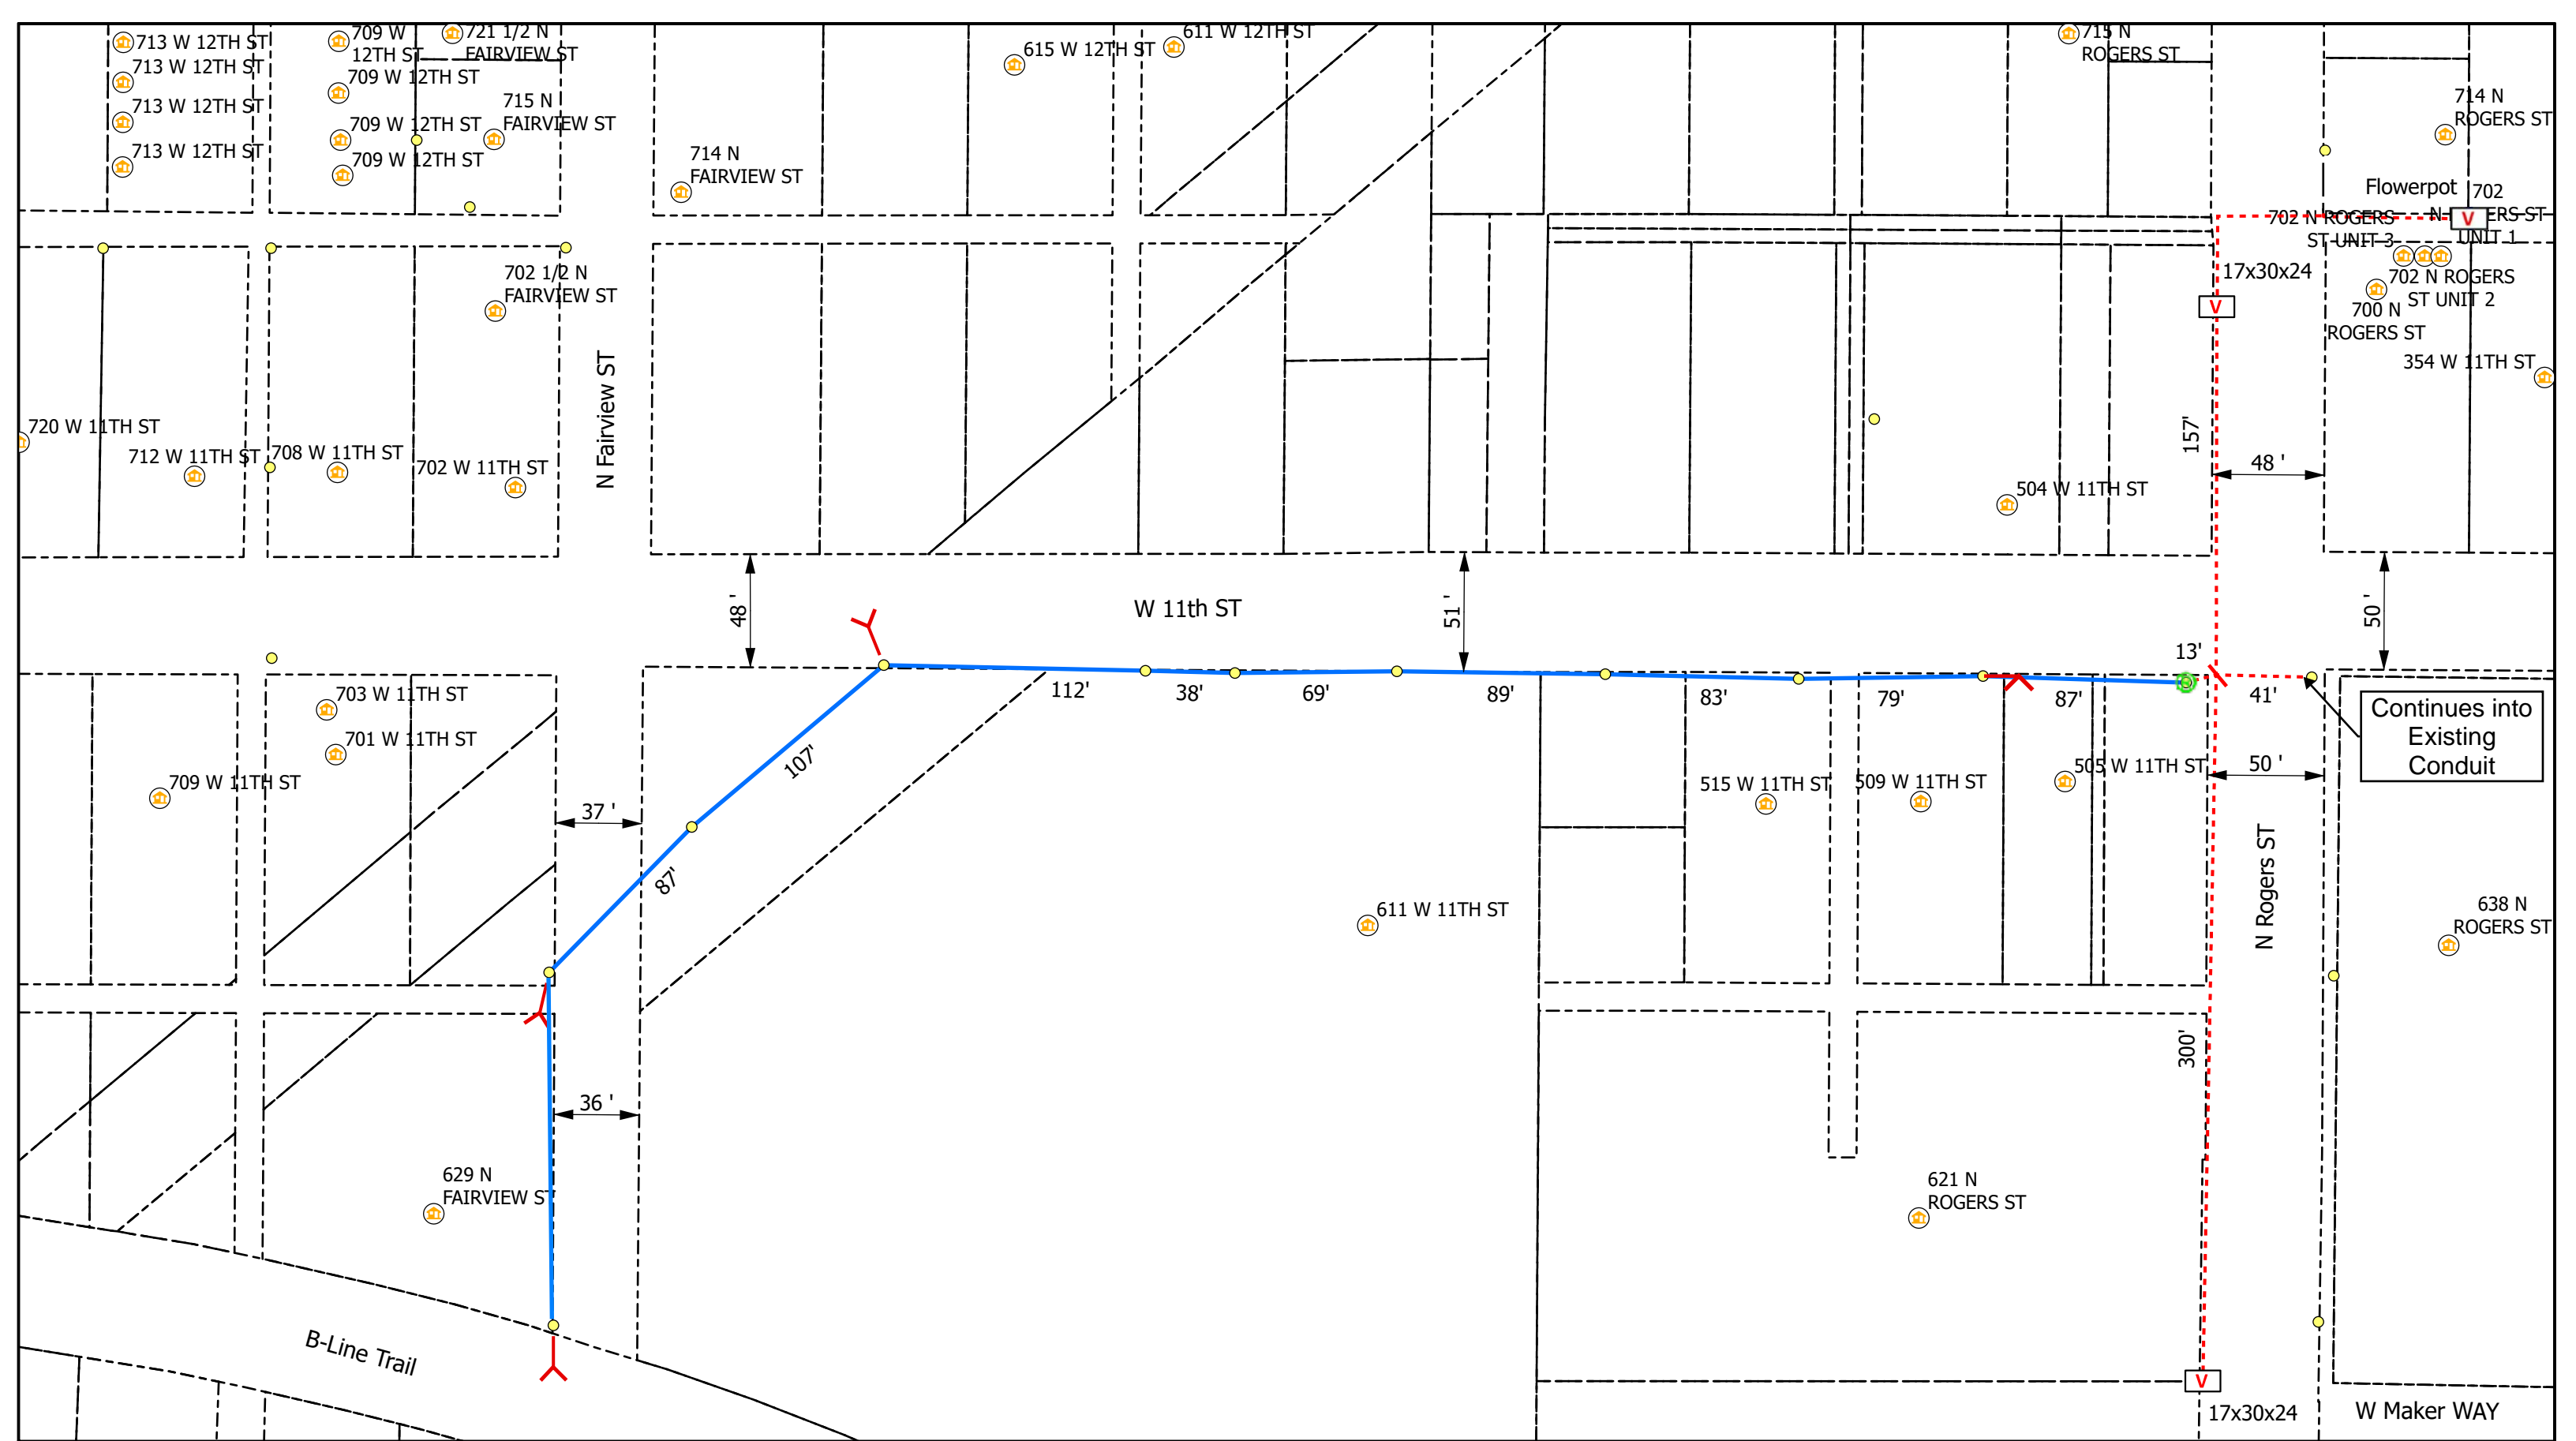 713 W 12TH ST
713 W 12TH ST
713 W 12TH ST
713 W 12TH ST
709 W
12TH ST
709 W 12TH ST
709 W 12TH ST
709 W 12TH ST
721 1/2 N
FAIRVIEW ST
715 N
FAIRVIEW ST
714 N
FAIRVIEW ST
615 W 12TH ST
611 W 12TH ST
715 N
ROGERS ST
714 N
ROGERS ST
Flowerpot
702
N ROGERS ST
UNIT 1
V
702 N ROGERS
ST UNIT 3
17x30x24
V
702 N ROGERS
ST UNIT 2
700 N
ROGERS ST
354 W 11TH ST
702 1/2 N
FAIRVIEW ST
N Fairview ST
720 W 11TH ST
712 W 11TH ST
708 W 11TH ST
702 W 11TH ST
504 W 11TH ST
157'
48 '
48 '
W 11th ST
51 '
50 '
13'
112'
38'
69'
89'
83'
79'
87'
41'
Continues into
Existing
Conduit
703 W 11TH ST
701 W 11TH ST
709 W 11TH ST
107'
87'
37 '
515 W 11TH ST
509 W 11TH ST
505 W 11TH ST
50 '
N Rogers ST
611 W 11TH ST
638 N
ROGERS ST
300'
36 '
629 N
FAIRVIEW ST
621 N
ROGERS ST
B-Line Trail
V
17x30x24
W Maker WAY